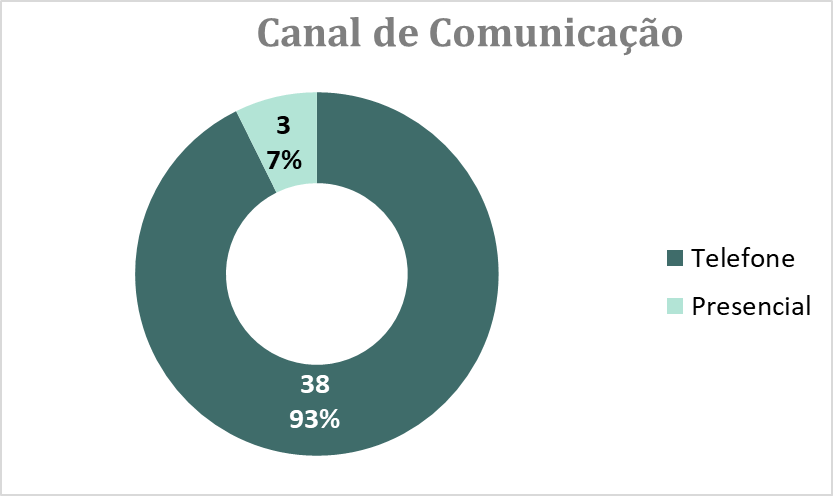 Canal de Comunicação
3
7%
38
93%
Telefone
Presencial